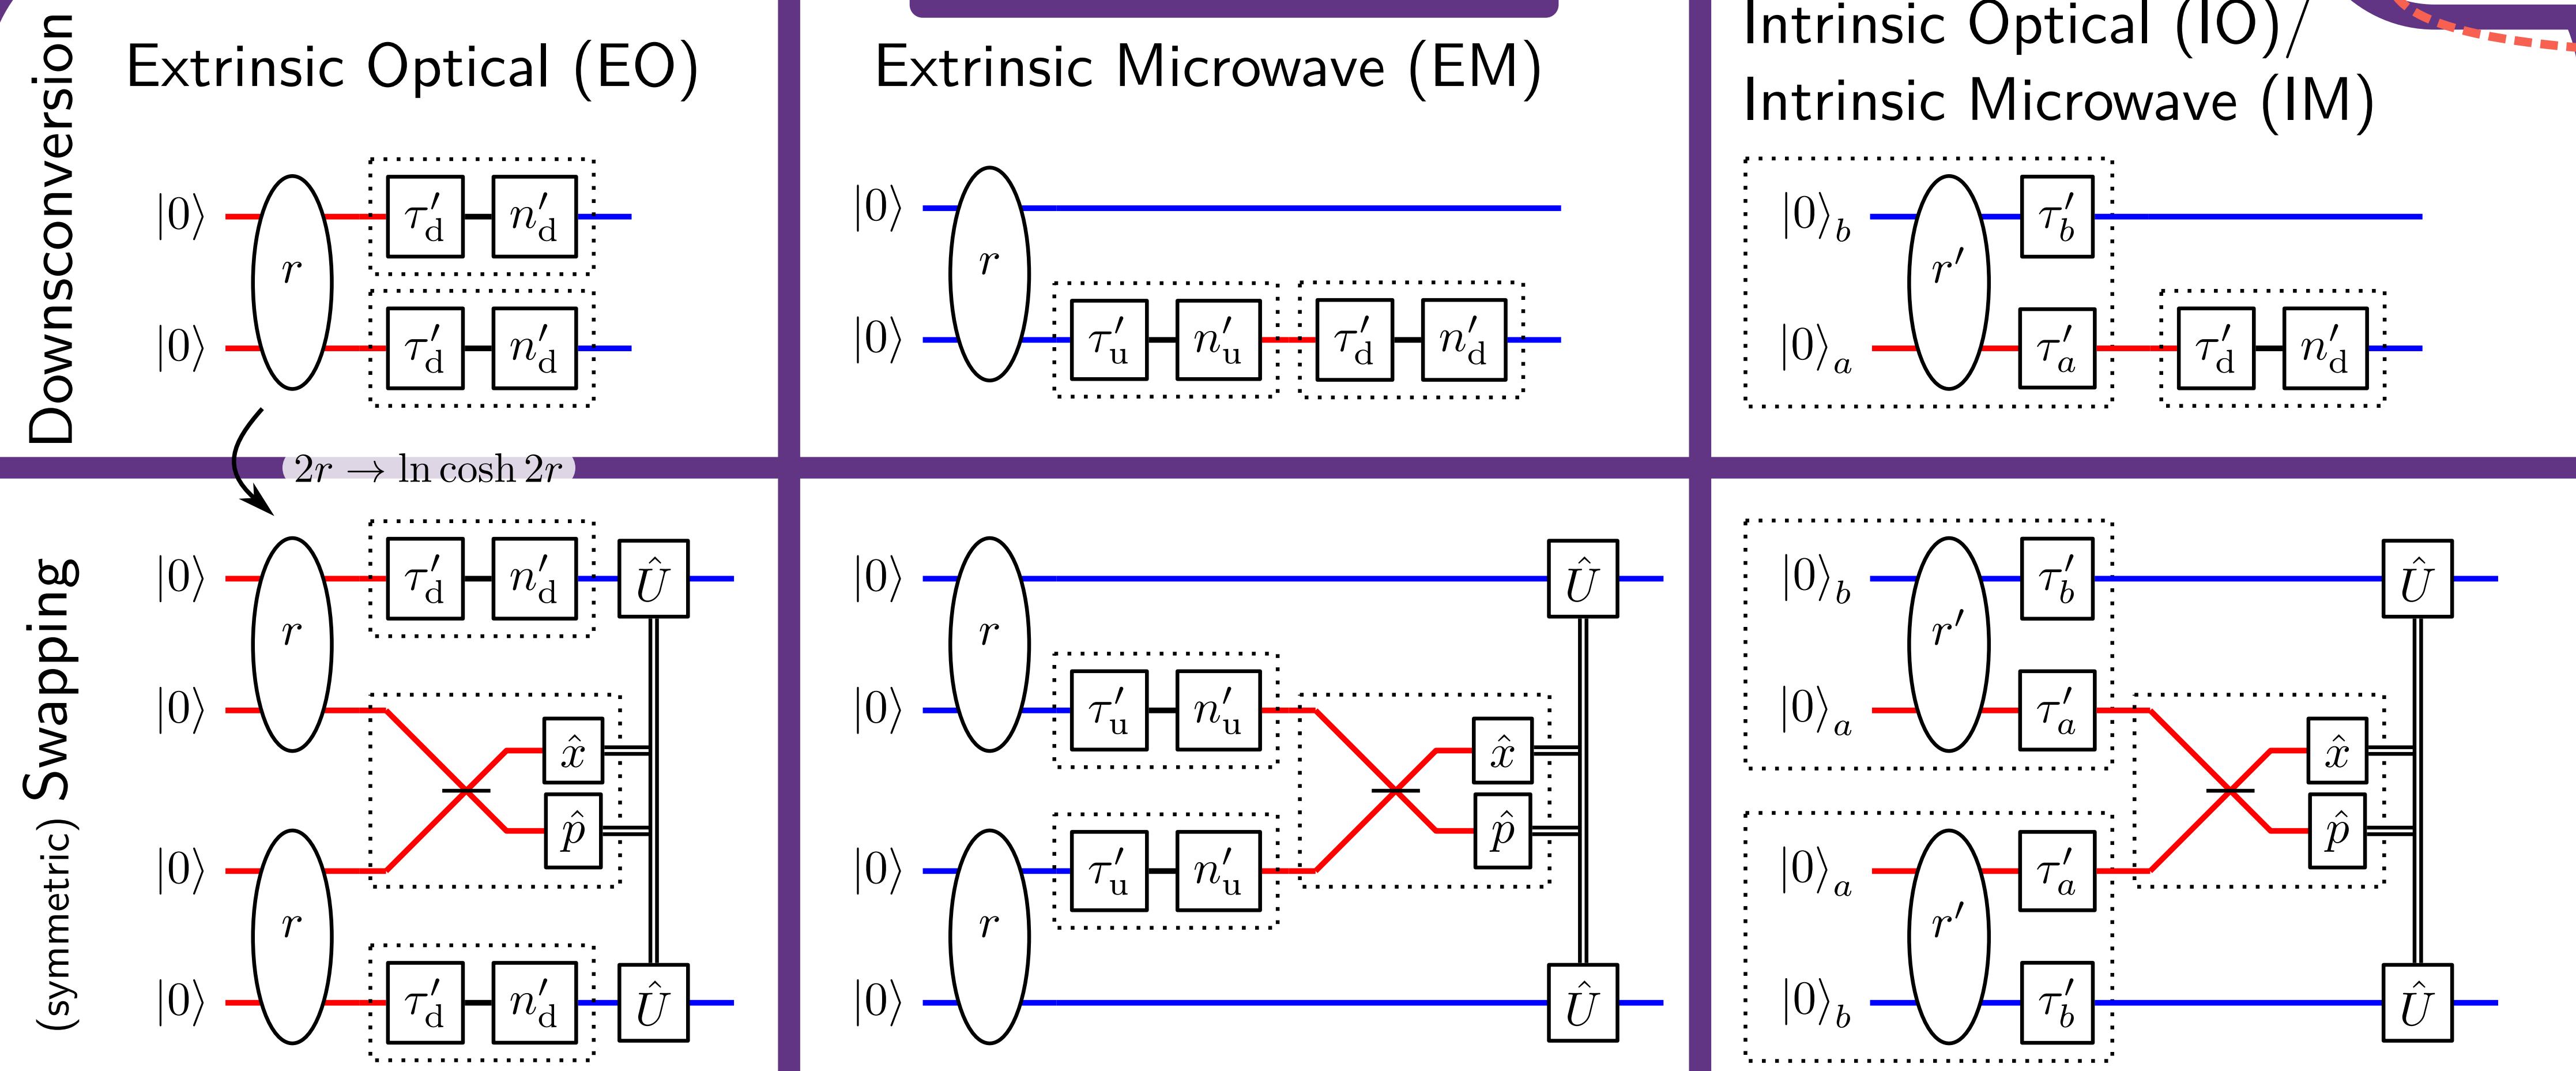 Downsconversion
Extrinsic Optical (EO)
|0⟩ r τ′d n′d
|0⟩ τ′d n′d
Extrinsic Microwave (EM)
|0⟩ r
|0⟩ τ′u n′u τ′d n′d
Intrinsic Optical (IO)/
Intrinsic Microwave (IM)
|0⟩b r′ τ′b
|0⟩a τ′a τ′d n′d
2r → ln cosh 2r
(symmetric) Swapping
|0⟩ r τ′d n′d Û
|0⟩ x̂
p̂
|0⟩ r
|0⟩ τ′d n′d Û
|0⟩ r Û
|0⟩ τ′u n′u x̂
p̂
|0⟩ r τ′u n′u
|0⟩ Û
|0⟩b r′ τ′b Û
|0⟩a τ′a x̂
p̂
|0⟩a r′ τ′a
|0⟩b τ′b Û